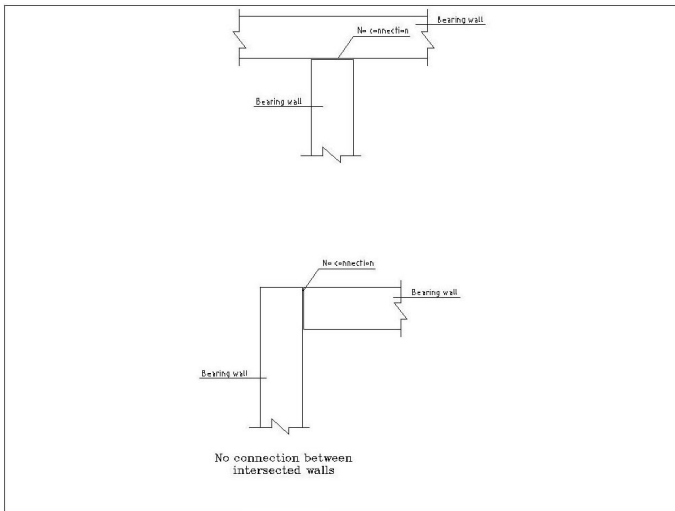 Bearing wall
No connection
Bearing wall
No connection
Bearing wall
Bearing wall
No connection between
intersected walls